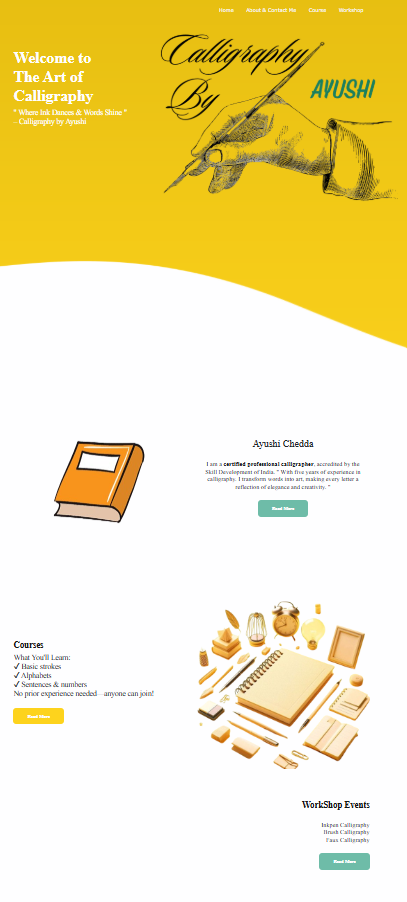 Home About & Contact Me Course Workshop
Calligraphy
By
AYUSHI
Welcome to
The Art of
Calligraphy
" Where Ink Dances & Words Shine "
– Calligraphy by Ayushi
Ayushi Chedda
I am a certified professional calligrapher, accredited by the
Skill Development of India. " With five years of experience in
calligraphy, I transform words into art, making every letter a
reflection of elegance and creativity. "
Read More
Courses
What You'll Learn:
✓ Basic strokes
✓ Alphabets
✓ Sentences & numbers
No prior experience needed – anyone can join!
Read More
WorkShop Events
Inkpen Calligraphy
Brush Calligraphy
Faux Calligraphy
Read More